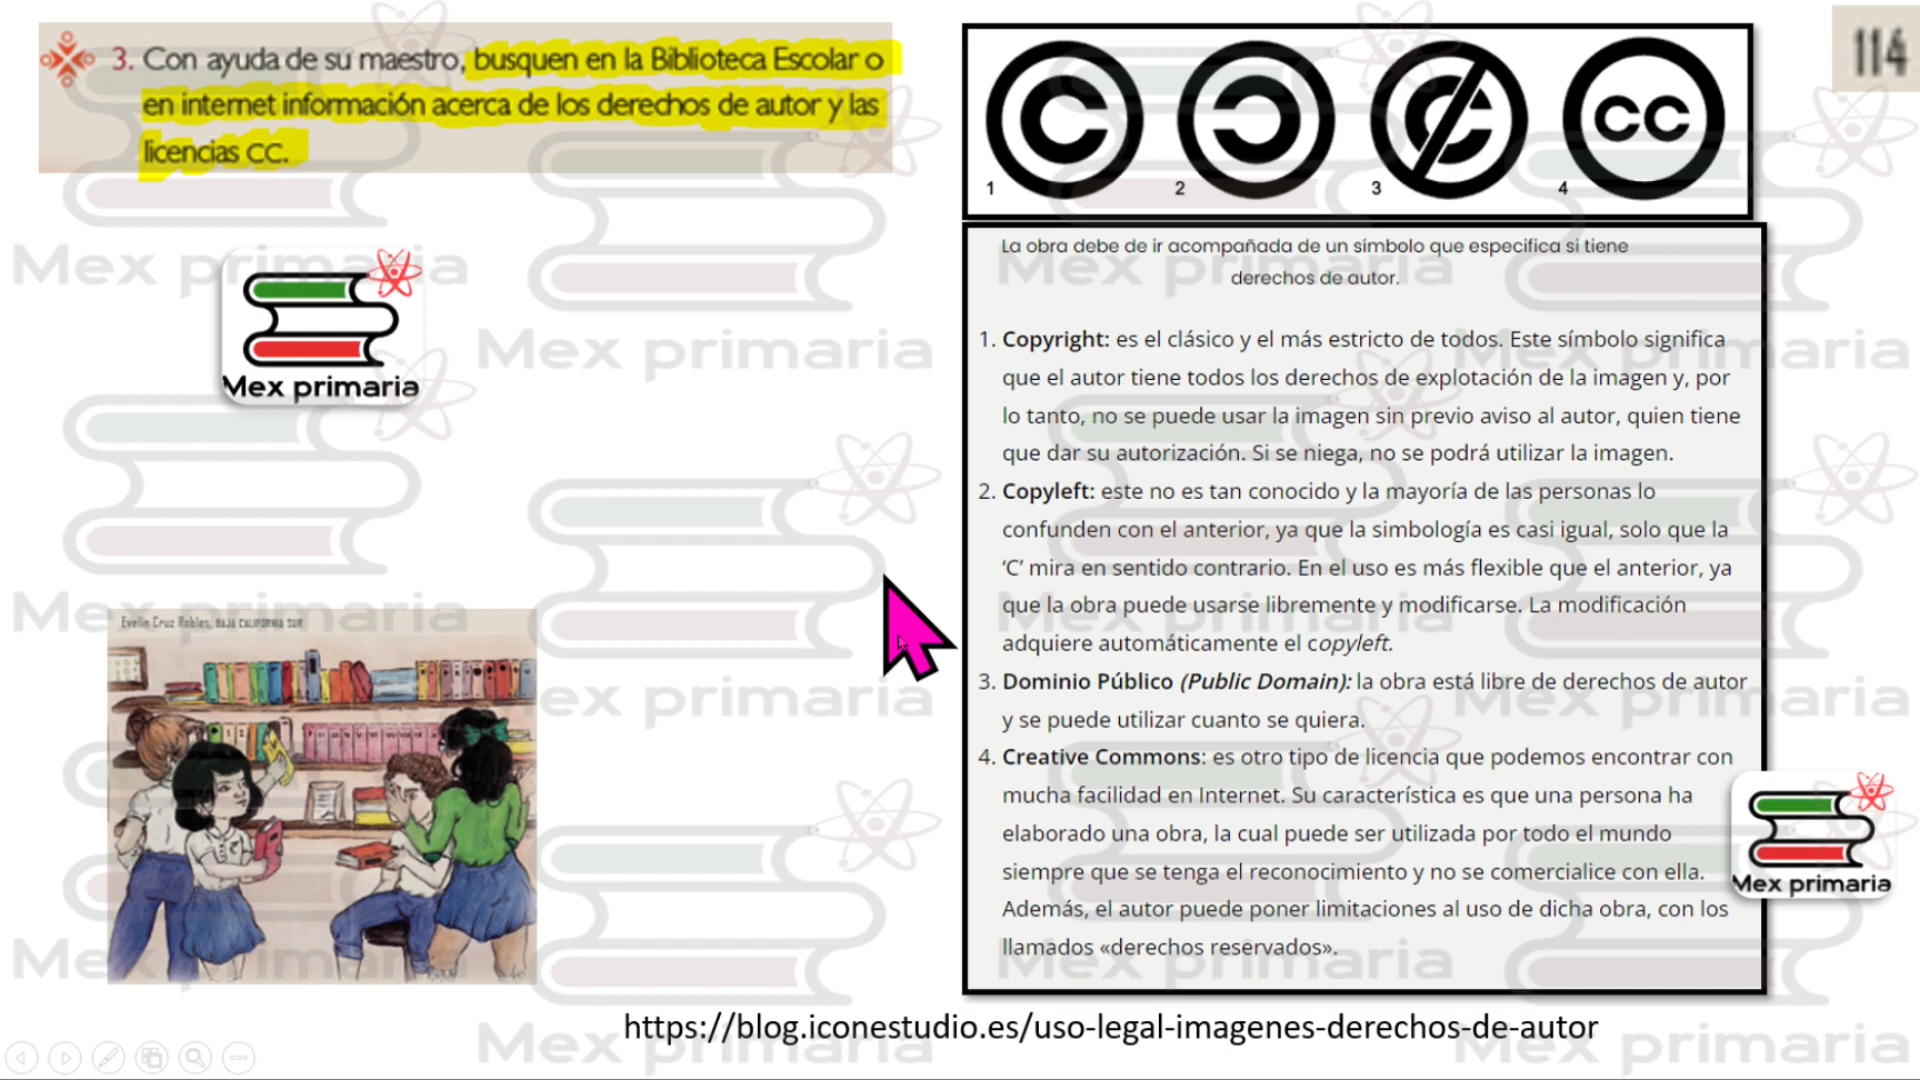 3. Con ayuda de su maestro, busquen en la Biblioteca Escolar o
en internet información acerca de los derechos de autor y las
licencias CC.
114
1
2
3
4
La obra debe de ir acompañada de un símbolo que especifica si tiene
derechos de autor.
1. Copyright: es el clásico y el más estricto de todos. Este símbolo significa
que el autor tiene todos los derechos de explotación de la imagen y, por
lo tanto, no se puede usar la imagen sin previo aviso al autor, quien tiene
que dar su autorización. Si se niega, no se podrá utilizar la imagen.
2. Copyleft: este no es tan conocido y la mayoría de las personas lo
confunden con el anterior, ya que la simbología es casi igual, solo que la
‘C’ mira en sentido contrario. En el uso es más flexible que el anterior, ya
que la obra puede usarse libremente y modificarse. La modificación
adquiere automáticamente el copyleft.
3. Dominio Público (Public Domain): la obra está libre de derechos de autor
y se puede utilizar cuanto se quiera.
4. Creative Commons: es otro tipo de licencia que podemos encontrar con
mucha facilidad en Internet. Su característica es que una persona ha
elaborado una obra, la cual puede ser utilizada por todo el mundo
siempre que se tenga el reconocimiento y no se comercialice con ella.
Además, el autor puede poner limitaciones al uso de dicha obra, con los
llamados «derechos reservados».
Mex primaria
Evelin Cruz Robles, BAJA CALIFORNIA SUR
Mex primaria
https://blog.iconestudio.es/uso-legal-imagenes-derechos-de-autor